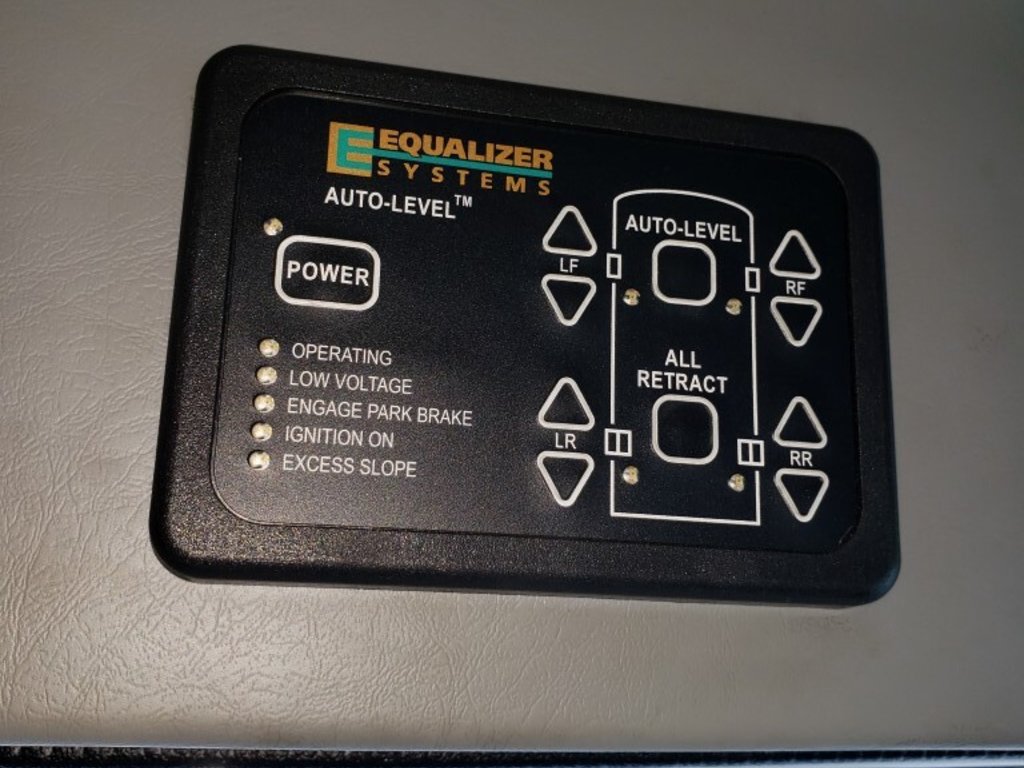 EQUALIZER
SYSTEMS
AUTO-LEVEL™
POWER
OPERATING
LOW VOLTAGE
ENGAGE PARK BRAKE
IGNITION ON
EXCESS SLOPE
AUTO-LEVEL
LF
RF
ALL
RETRACT
LR
RR